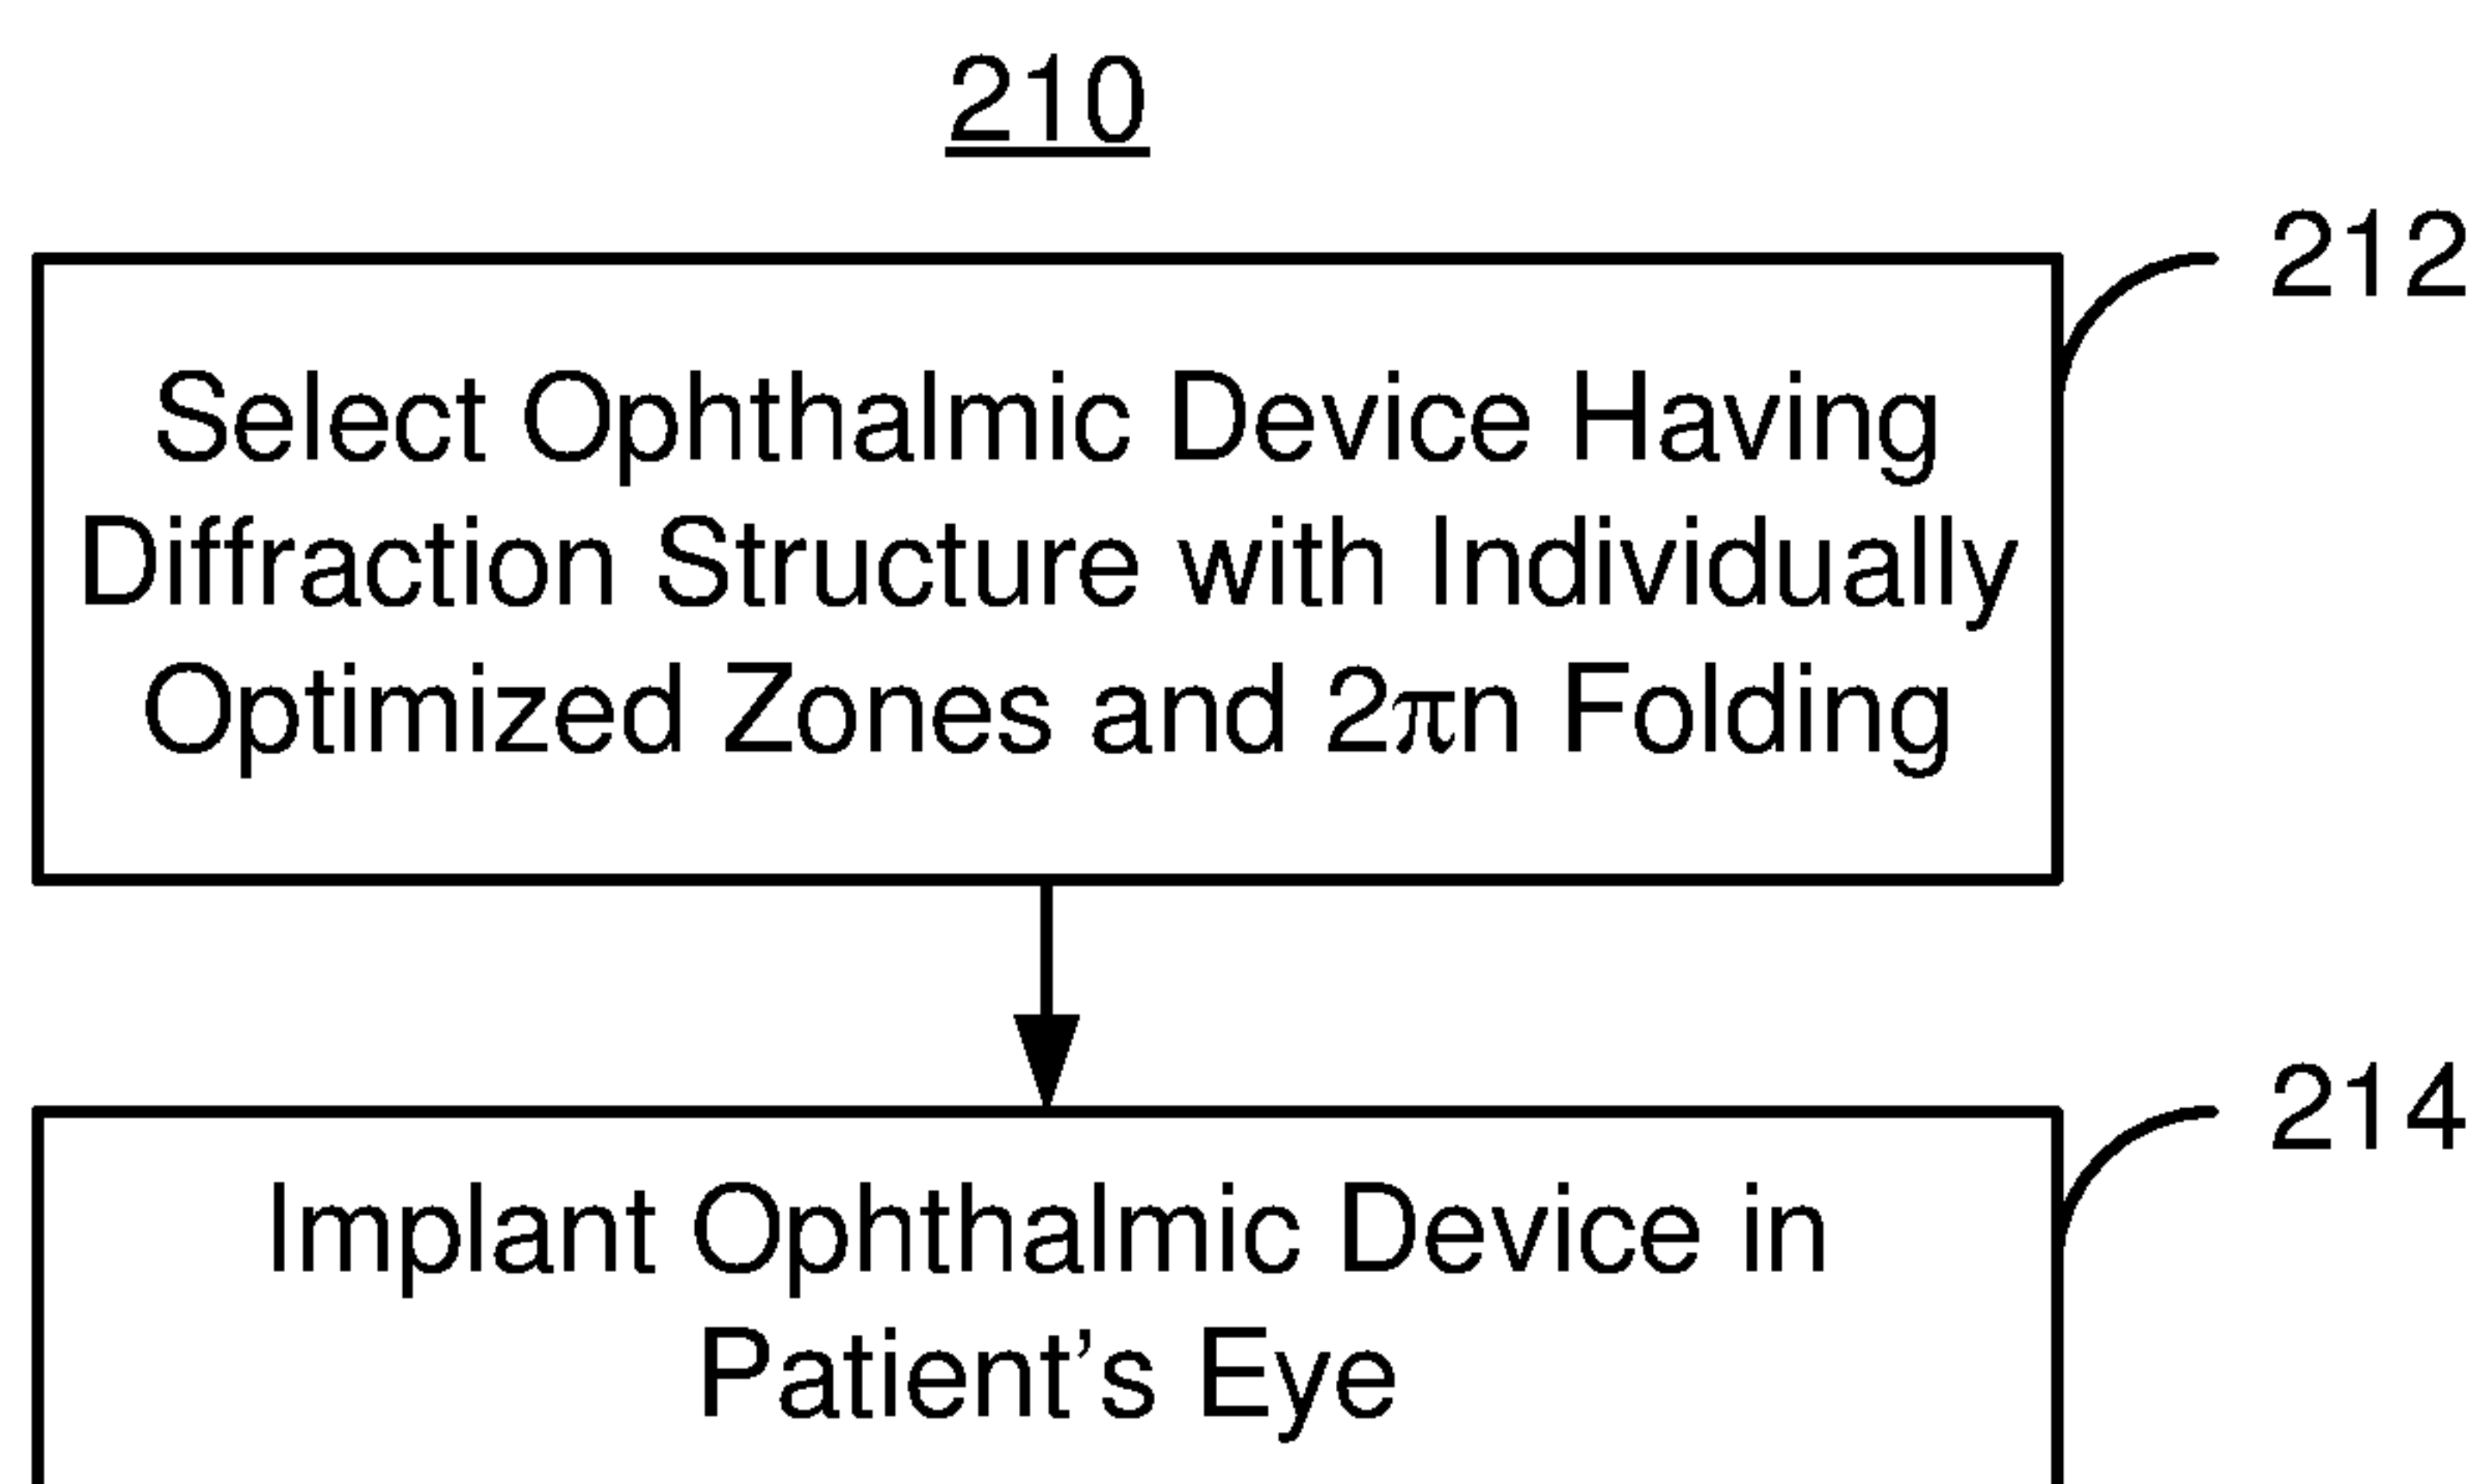 210
212
Select Ophthalmic Device Having
Diffraction Structure with Individually
Optimized Zones and 2πn Folding
214
Implant Ophthalmic Device in
Patient’s Eye